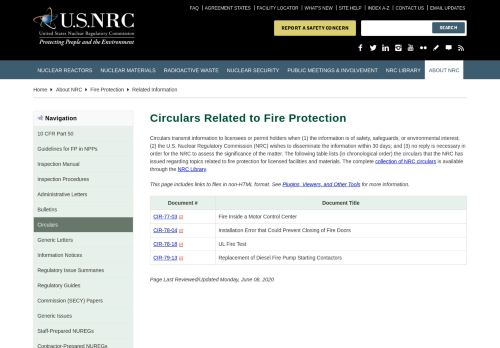 FAQ | AGREEMENT STATES | FACILITY LOCATOR | WHAT'S NEW | SITE HELP | INDEX A-Z | CONTACT US | EMAIL UPDATES
U.S.NRC
United States Nuclear Regulatory Commission
Protecting People and the Environment
REPORT A SAFETY CONCERN
SEARCH
NUCLEAR REACTORS
NUCLEAR MATERIALS
RADIOACTIVE WASTE
NUCLEAR SECURITY
PUBLIC MEETINGS & INVOLVEMENT
NRC LIBRARY
ABOUT NRC
Home
About NRC
Fire Protection
Related Information
Navigation
10 CFR Part 50
Guidelines for FP in NPPs
Inspection Manual
Inspection Procedures
Administrative Letters
Bulletins
Circulars
Generic Letters
Information Notices
Regulatory Issue Summaries
Regulatory Guides
Commission (SECY) Papers
Generic Issues
Staff-Prepared NUREGs
Contractor-Prepared NUREGs
Circulars Related to Fire Protection
Circulars transmit information to licensees or permit holders when (1) the information is of safety, safeguards, or environmental interest:
(2) the U.S. Nuclear Regulatory Commission (NRC) wishes to disseminate the information within 30 days; and (3) no reply is necessary in
order for the NRC to assess the significance of the matter. The following table lists (in chronological order) the circulars that the NRC has
issued regarding topics related to fire protection for licensed facilities and materials. The complete collection of NRC circulars is available
through the NRC Library.
This page includes links to files in non-HTML format. See Plugins, Viewers, and Other Tools for more information.
Document # Document Title
CIR-77-03 Fire Inside a Motor Control Center
CIR-78-04 Installation Error that Could Prevent Closing of Fire Doors
CIR-78-18 UL Fire Test
CIR-79-13 Replacement of Diesel Fire Pump Starting Contactors
Page Last Reviewed/Updated Monday, June 08, 2020